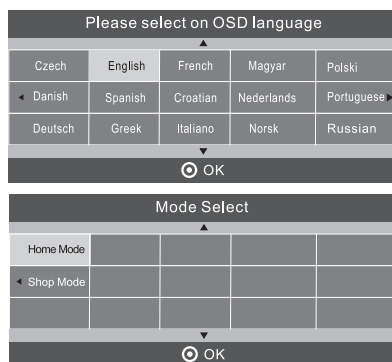 Please select on OSD language
Czech English French Magyar Polski
Danish Spanish Croatian Nederlands Portuguese
Deutsch Greek Italiano Norsk Russian
OK
Mode Select
Home Mode
Shop Mode
OK